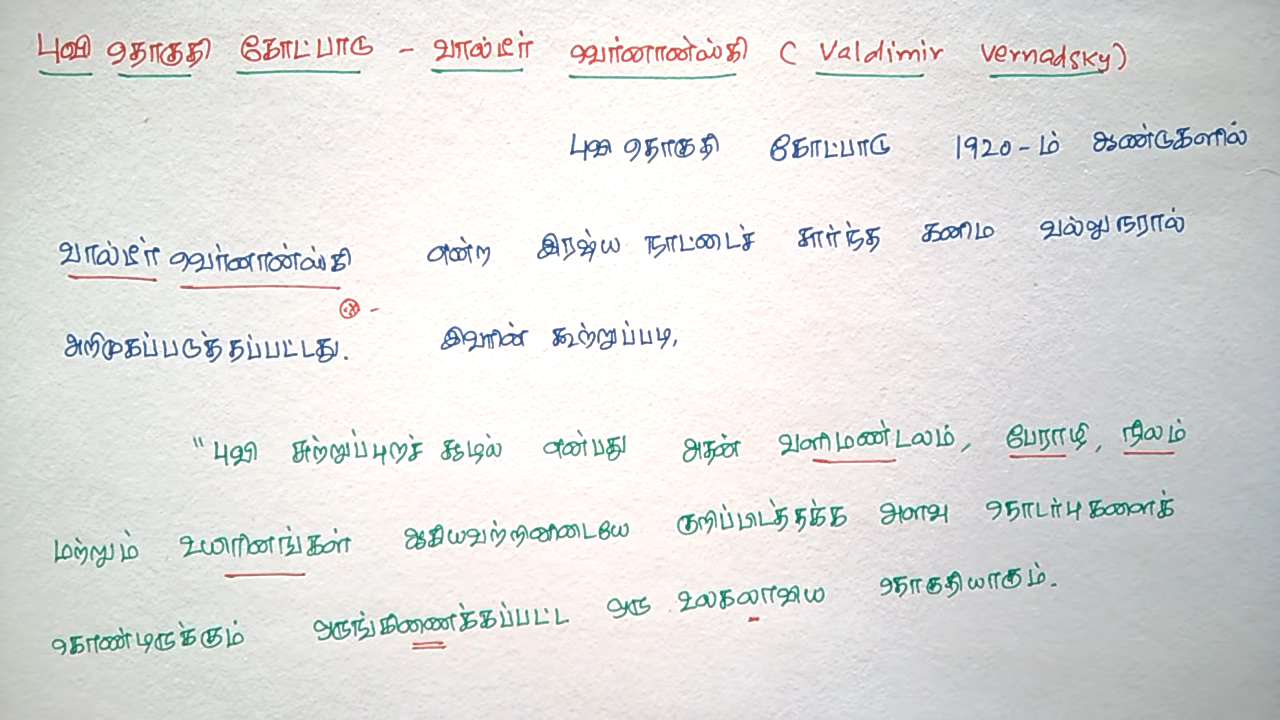 புவி தொகுதி கோட்பாடு - வால்டீர் வெர்னான்ஸ்கி ( Valdimir Vernadsky)
புவி தொகுதி கோட்பாடு 1920-ம் ஆண்டுகளில்
வால்டீர் வெர்னான்ஸ்கி என்ற இரஷ்ய நாட்டைச் சார்ந்த கனிம வல்லுநரால்
அறிமுகப்படுத்தப்பட்டது. இவரின் கூற்றுப்படி,
"புவி சுற்றுப்புறச் சூழல் என்பது அதன் வளிமண்டலம், பேராழி, நிலம்
மற்றும் உயிரினங்கள் ஆகியவற்றினிடையே குறிப்பிடத்தக்க அளவு தொடர்புகளைக்
கொண்டிருக்கும் ஒருங்கிணைக்கப்பட்ட ஒரு உலகலாவிய தொகுதியாகும்.